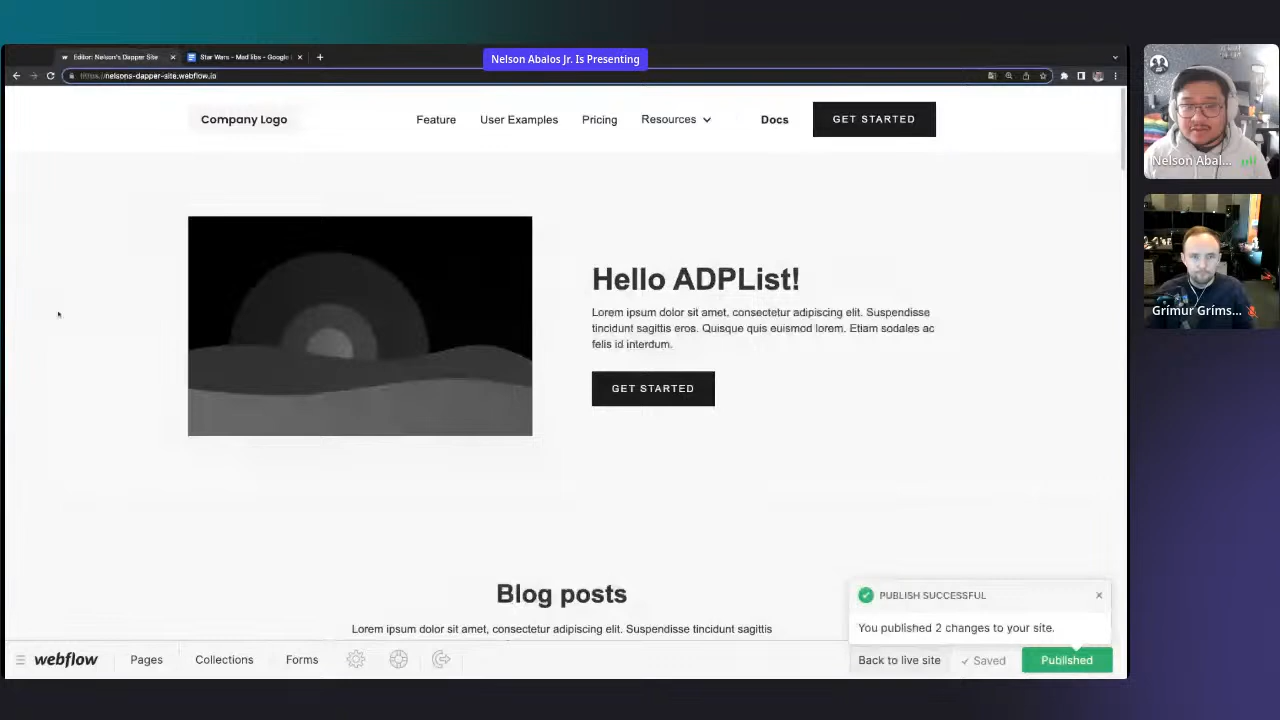 Nelson Abalos Jr. Is Presenting
Editor: Nelson's Dapper Site
Star Wars - Mad libs - Google
https://nelsons-dapper-site.webflow.io
Company Logo
Feature
User Examples
Pricing
Resources
Docs
GET STARTED
Hello ADPList!
Lorem ipsum dolor sit amet, consectetur adipiscing elit. Suspendisse
tincidunt sagittis eros. Quisque quis euismod lorem. Etiam sodales ac
felis id interdum.
GET STARTED
Blog posts
Lorem ipsum dolor sit amet, consectetur adipiscing elit. Suspendisse tincidunt sagittis
PUBLISH SUCCESSFUL
You published 2 changes to your site.
webflow
Pages
Collections
Forms
Back to live site
Saved
Published
Nelson Abal...
Grímur Gríms...